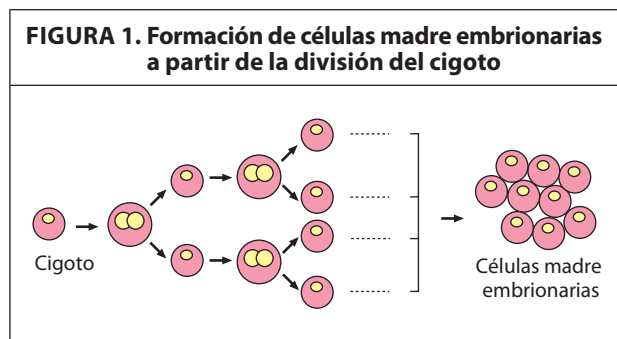 FIGURA 1. Formación de células madre embrionarias
a partir de la división del cigoto
Cigoto
Células madre
embrionarias